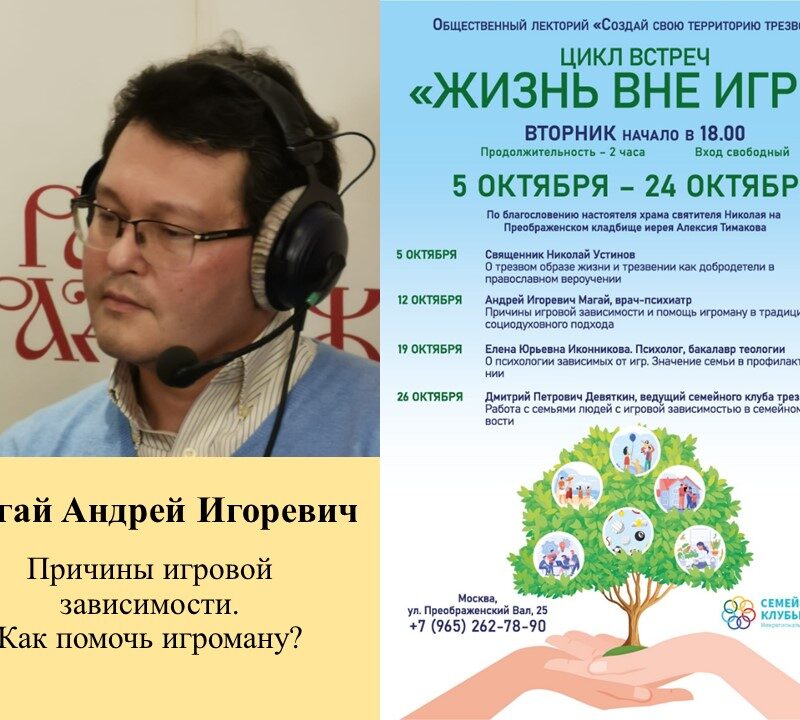 гай Андрей Игоревич
Причины игровой
зависимости.
Как помочь игроману?
Общественный лекторий «Создай свою территорию трезво
ЦИКЛ ВСТРЕЧ
«ЖИЗНЬ ВНЕ ИГР
ВТОРНИК начало в 18.00
Продолжительность – 2 часа Вход свободный
5 ОКТЯБРЯ – 24 ОКТЯБР
По благословению настоятеля храма святителя Николая на
Преображенском кладбище иерея Алексия Тимакова
5 ОКТЯБРЯ Священник Николай Устинов
О трезвом образе жизни и трезвении как добродетели в
православном вероучении
12 ОКТЯБРЯ Андрей Игоревич Магай, врач-психиатр
Причины игровой зависимости и помощь игроману в традици
социодуховного подхода
19 ОКТЯБРЯ Елена Юрьевна Иконникова. Психолог, бакалавр теологии
О психологии зависимых от игр. Значение семьи в профилакт
нии
26 ОКТЯБРЯ Дмитрий Петрович Девяткин, ведущий семейного клуба трез
Работа с семьями людей с игровой зависимостью в семейном
вости
Москва,
ул. Преображенский Вал, 25
+7 (965) 262-78-90
СЕМЕЙ
КЛУБЫ